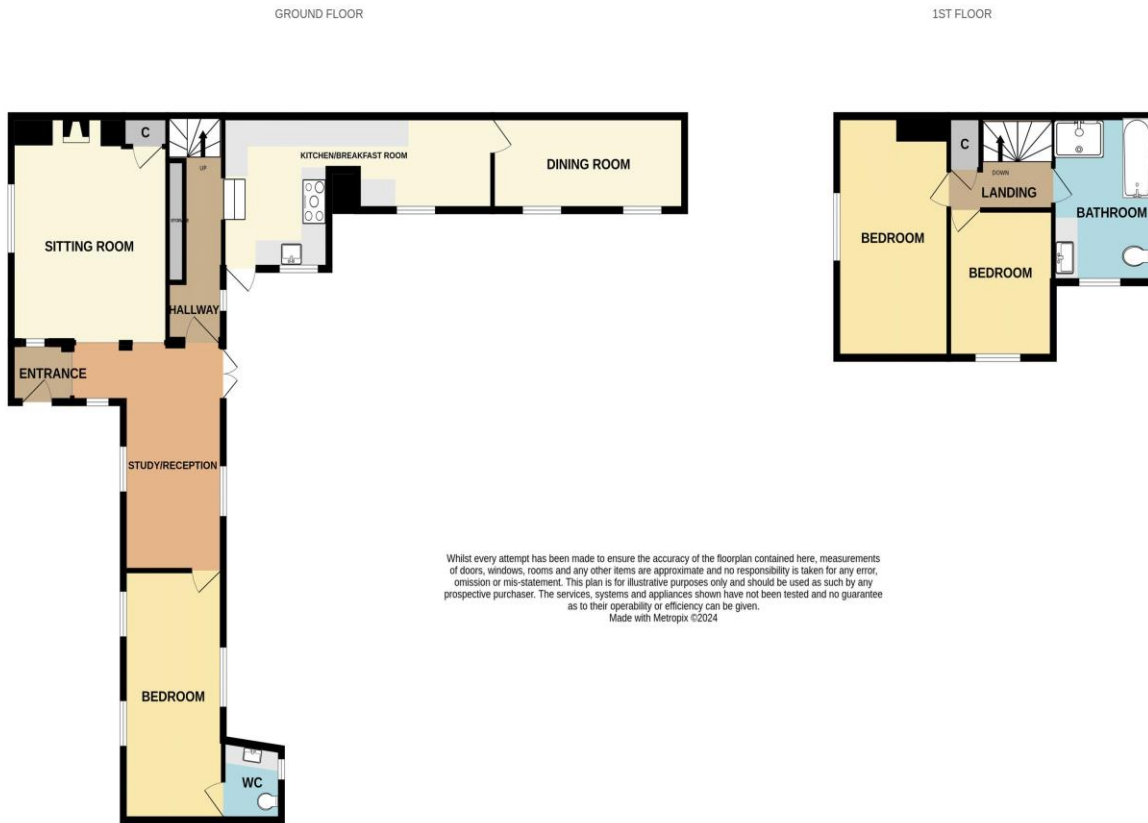 GROUND FLOOR
1ST FLOOR
C
UP
KITCHEN/BREAKFAST ROOM
DINING ROOM
STORAGE
SITTING ROOM
HALLWAY
ENTRANCE
STUDY/RECEPTION
BEDROOM
WC
C
DOWN
LANDING
BATHROOM
BEDROOM
BEDROOM
Whilst every attempt has been made to ensure the accuracy of the floorplan contained here, measurements
of doors, windows, rooms and any other items are approximate and no responsibility is taken for any error,
omission or mis-statement. This plan is for illustrative purposes only and should be used as such by any
prospective purchaser. The services, systems and appliances shown have not been tested and no guarantee
as to their operability or efficiency can be given.
Made with Metropix ©2024